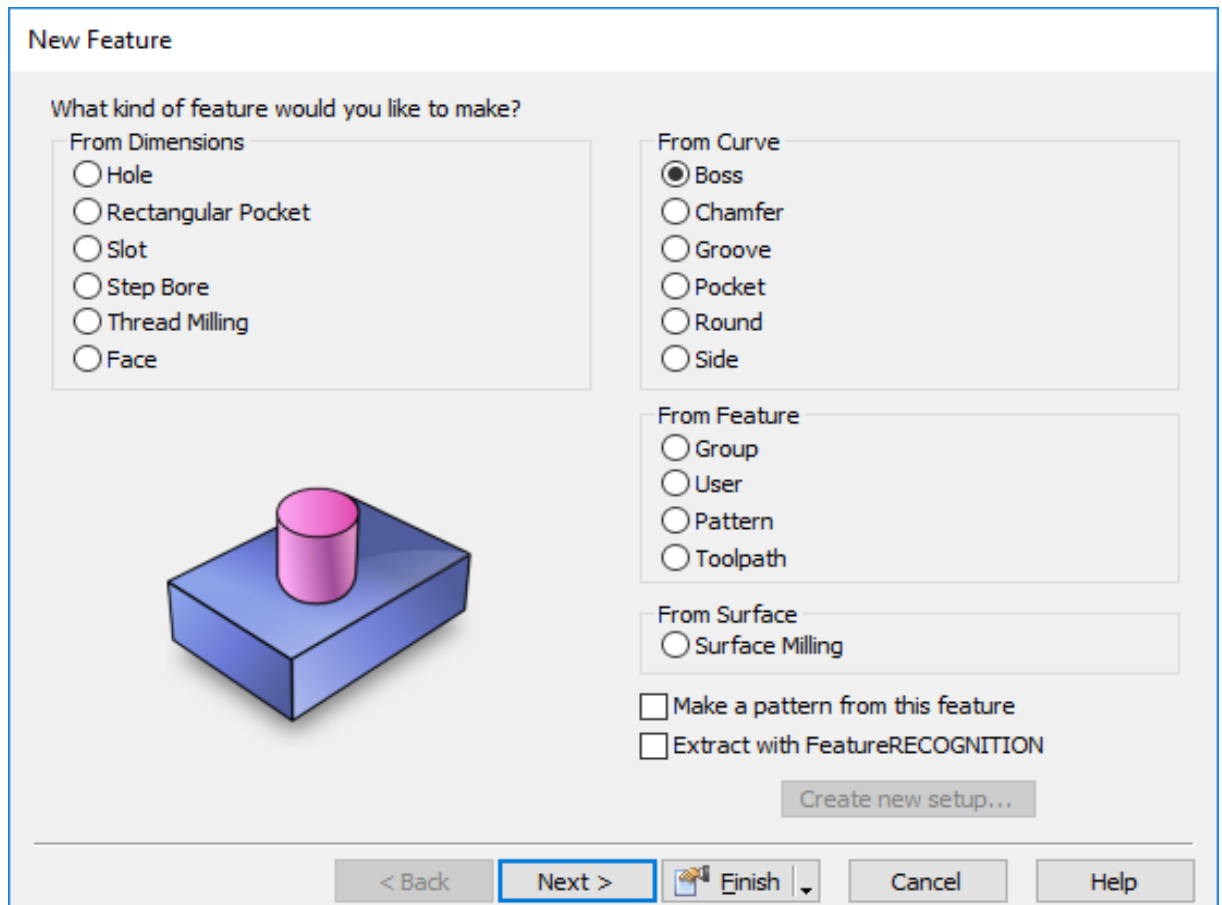 New Feature
What kind of feature would you like to make?
From Dimensions
Hole
Rectangular Pocket
Slot
Step Bore
Thread Milling
Face
From Curve
Boss
Chamfer
Groove
Pocket
Round
Side
From Feature
Group
User
Pattern
Toolpath
From Surface
Surface Milling
Make a pattern from this feature
Extract with FeatureRECOGNITION
Create new setup...
< Back
Next >
Finish
Cancel
Help